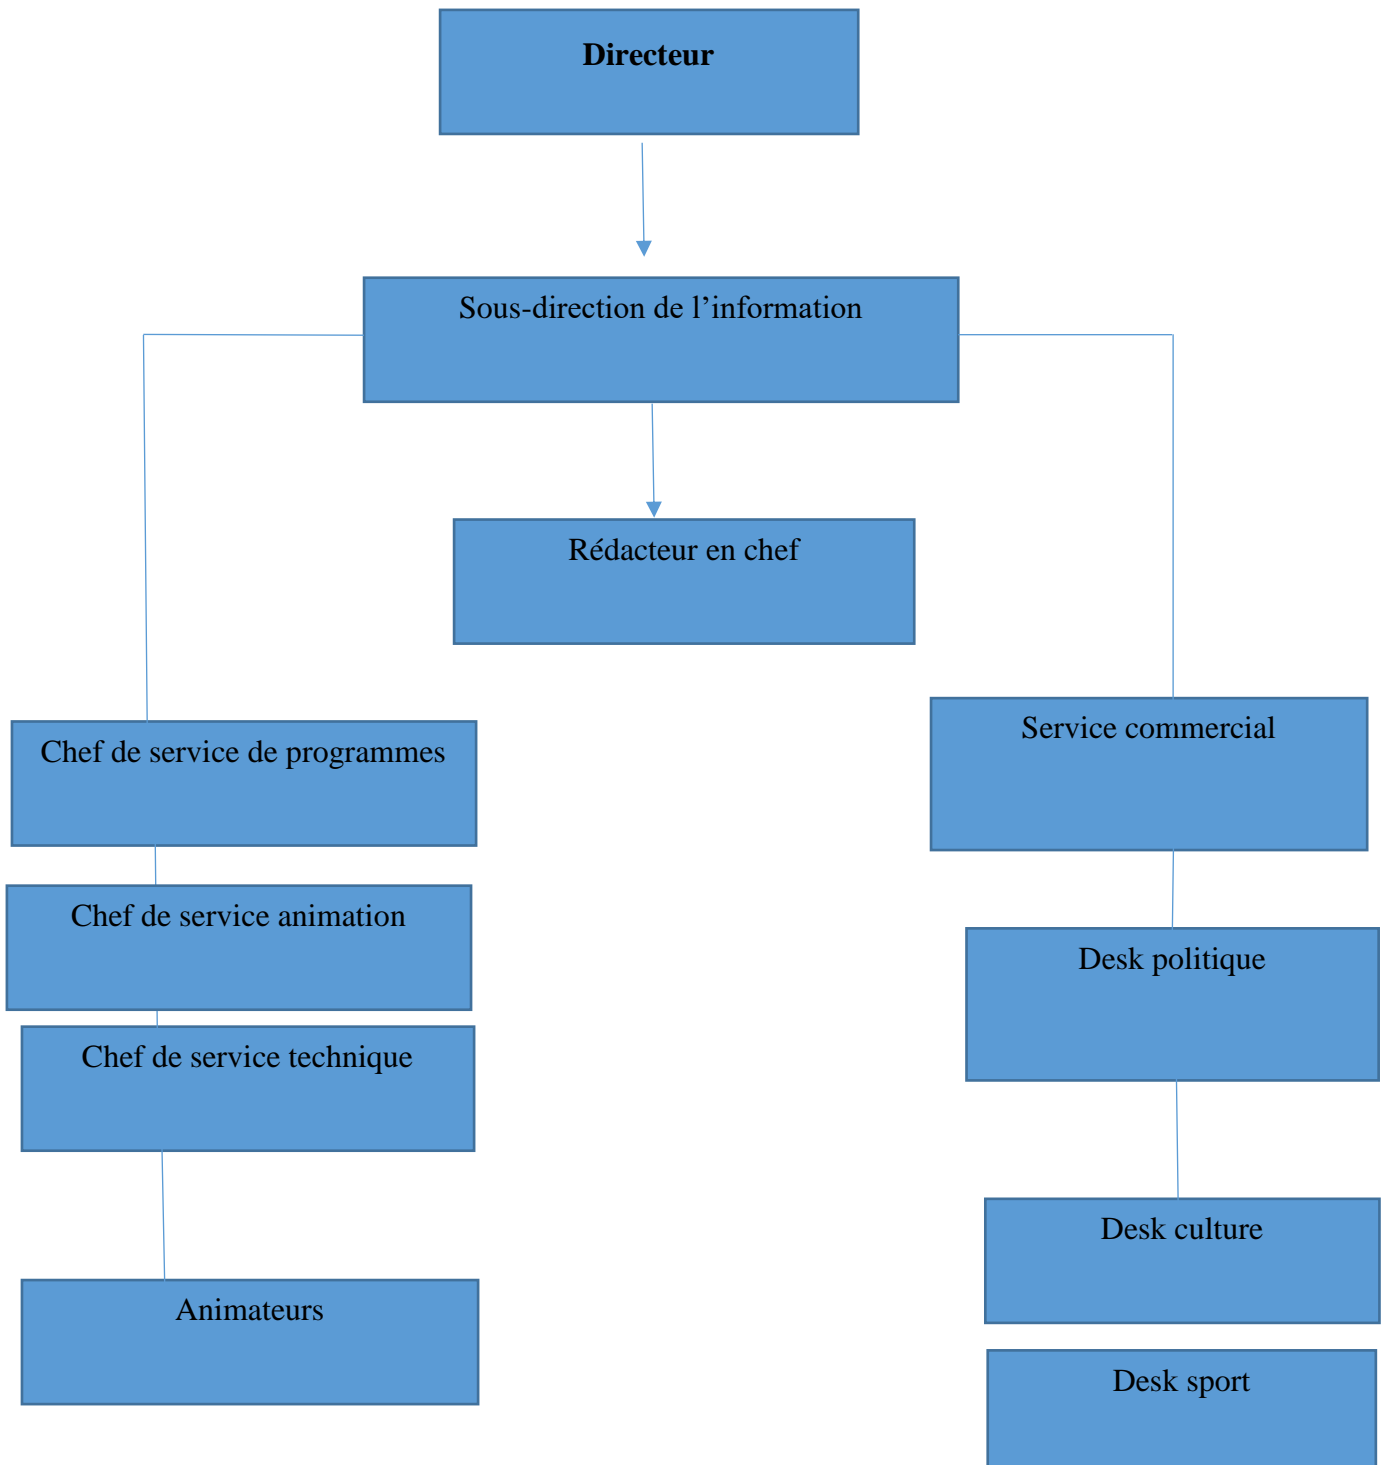 Directeur
Sous-direction de l’information
Rédacteur en chef
Chef de service de programmes
Chef de service animation
Chef de service technique
Animateurs
Service commercial
Desk politique
Desk culture
Desk sport